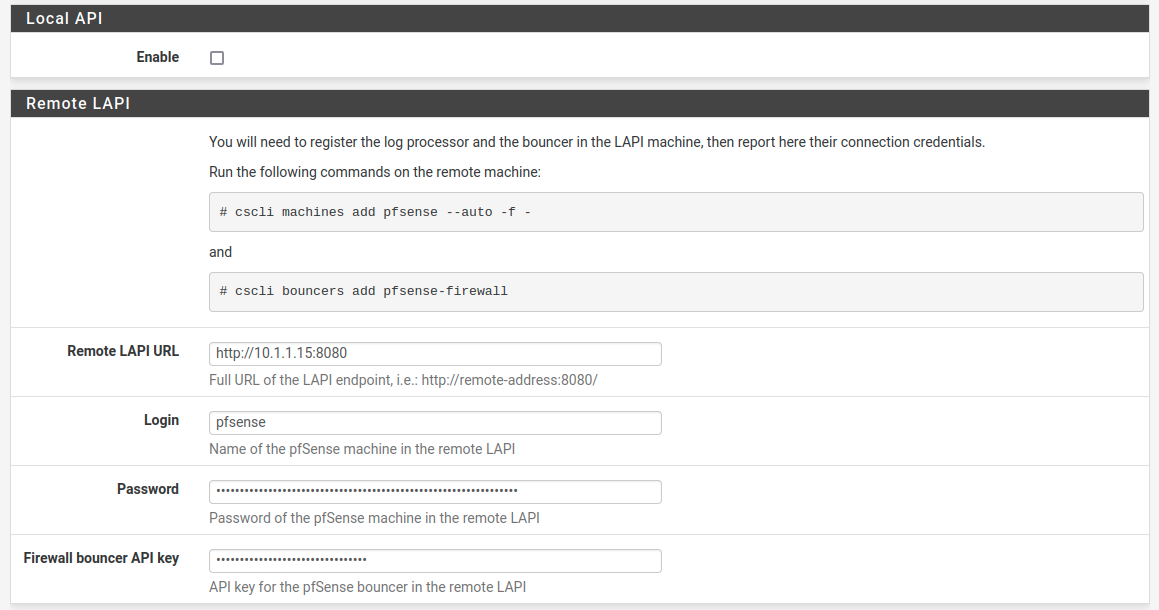 Local API
Enable
Remote LAPI
You will need to register the log processor and the bouncer in the LAPI machine, then report here their connection credentials.
Run the following commands on the remote machine:
# cscli machines add pfsense --auto -f -
and
# cscli bouncers add pfsense-firewall
Remote LAPI URL
http://10.1.1.15:8080
Full URL of the LAPI endpoint, i.e.: http://remote-address:8080/
Login
pfsense
Name of the pfSense machine in the remote LAPI
Password
Password of the pfSense machine in the remote LAPI
Firewall bouncer API key
API key for the pfSense bouncer in the remote LAPI